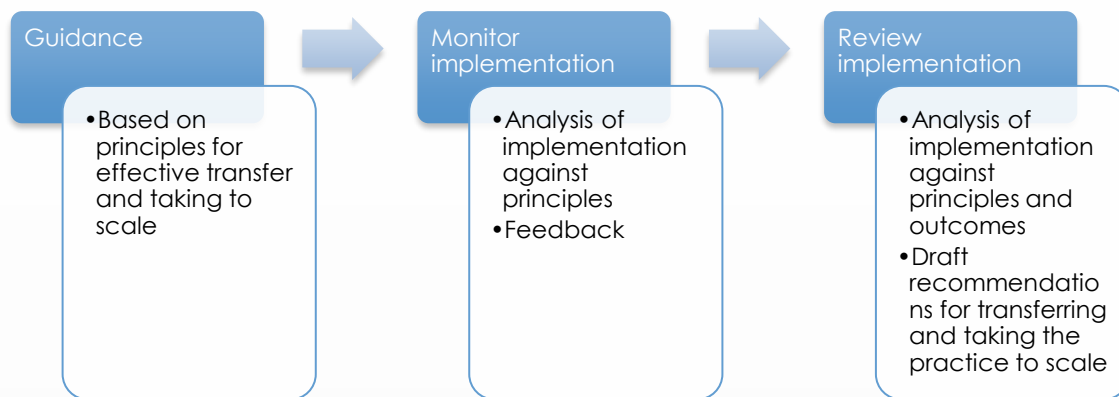 Guidance
•Based on
principles for
effective transfer
and taking to
scale
Monitor
implementation
•Analysis of
implementation
against
principles
•Feedback
Review
implementation
•Analysis of
implementation
against
principles and
outcomes
•Draft
recommendatio
ns for transferring
and taking the
practice to scale